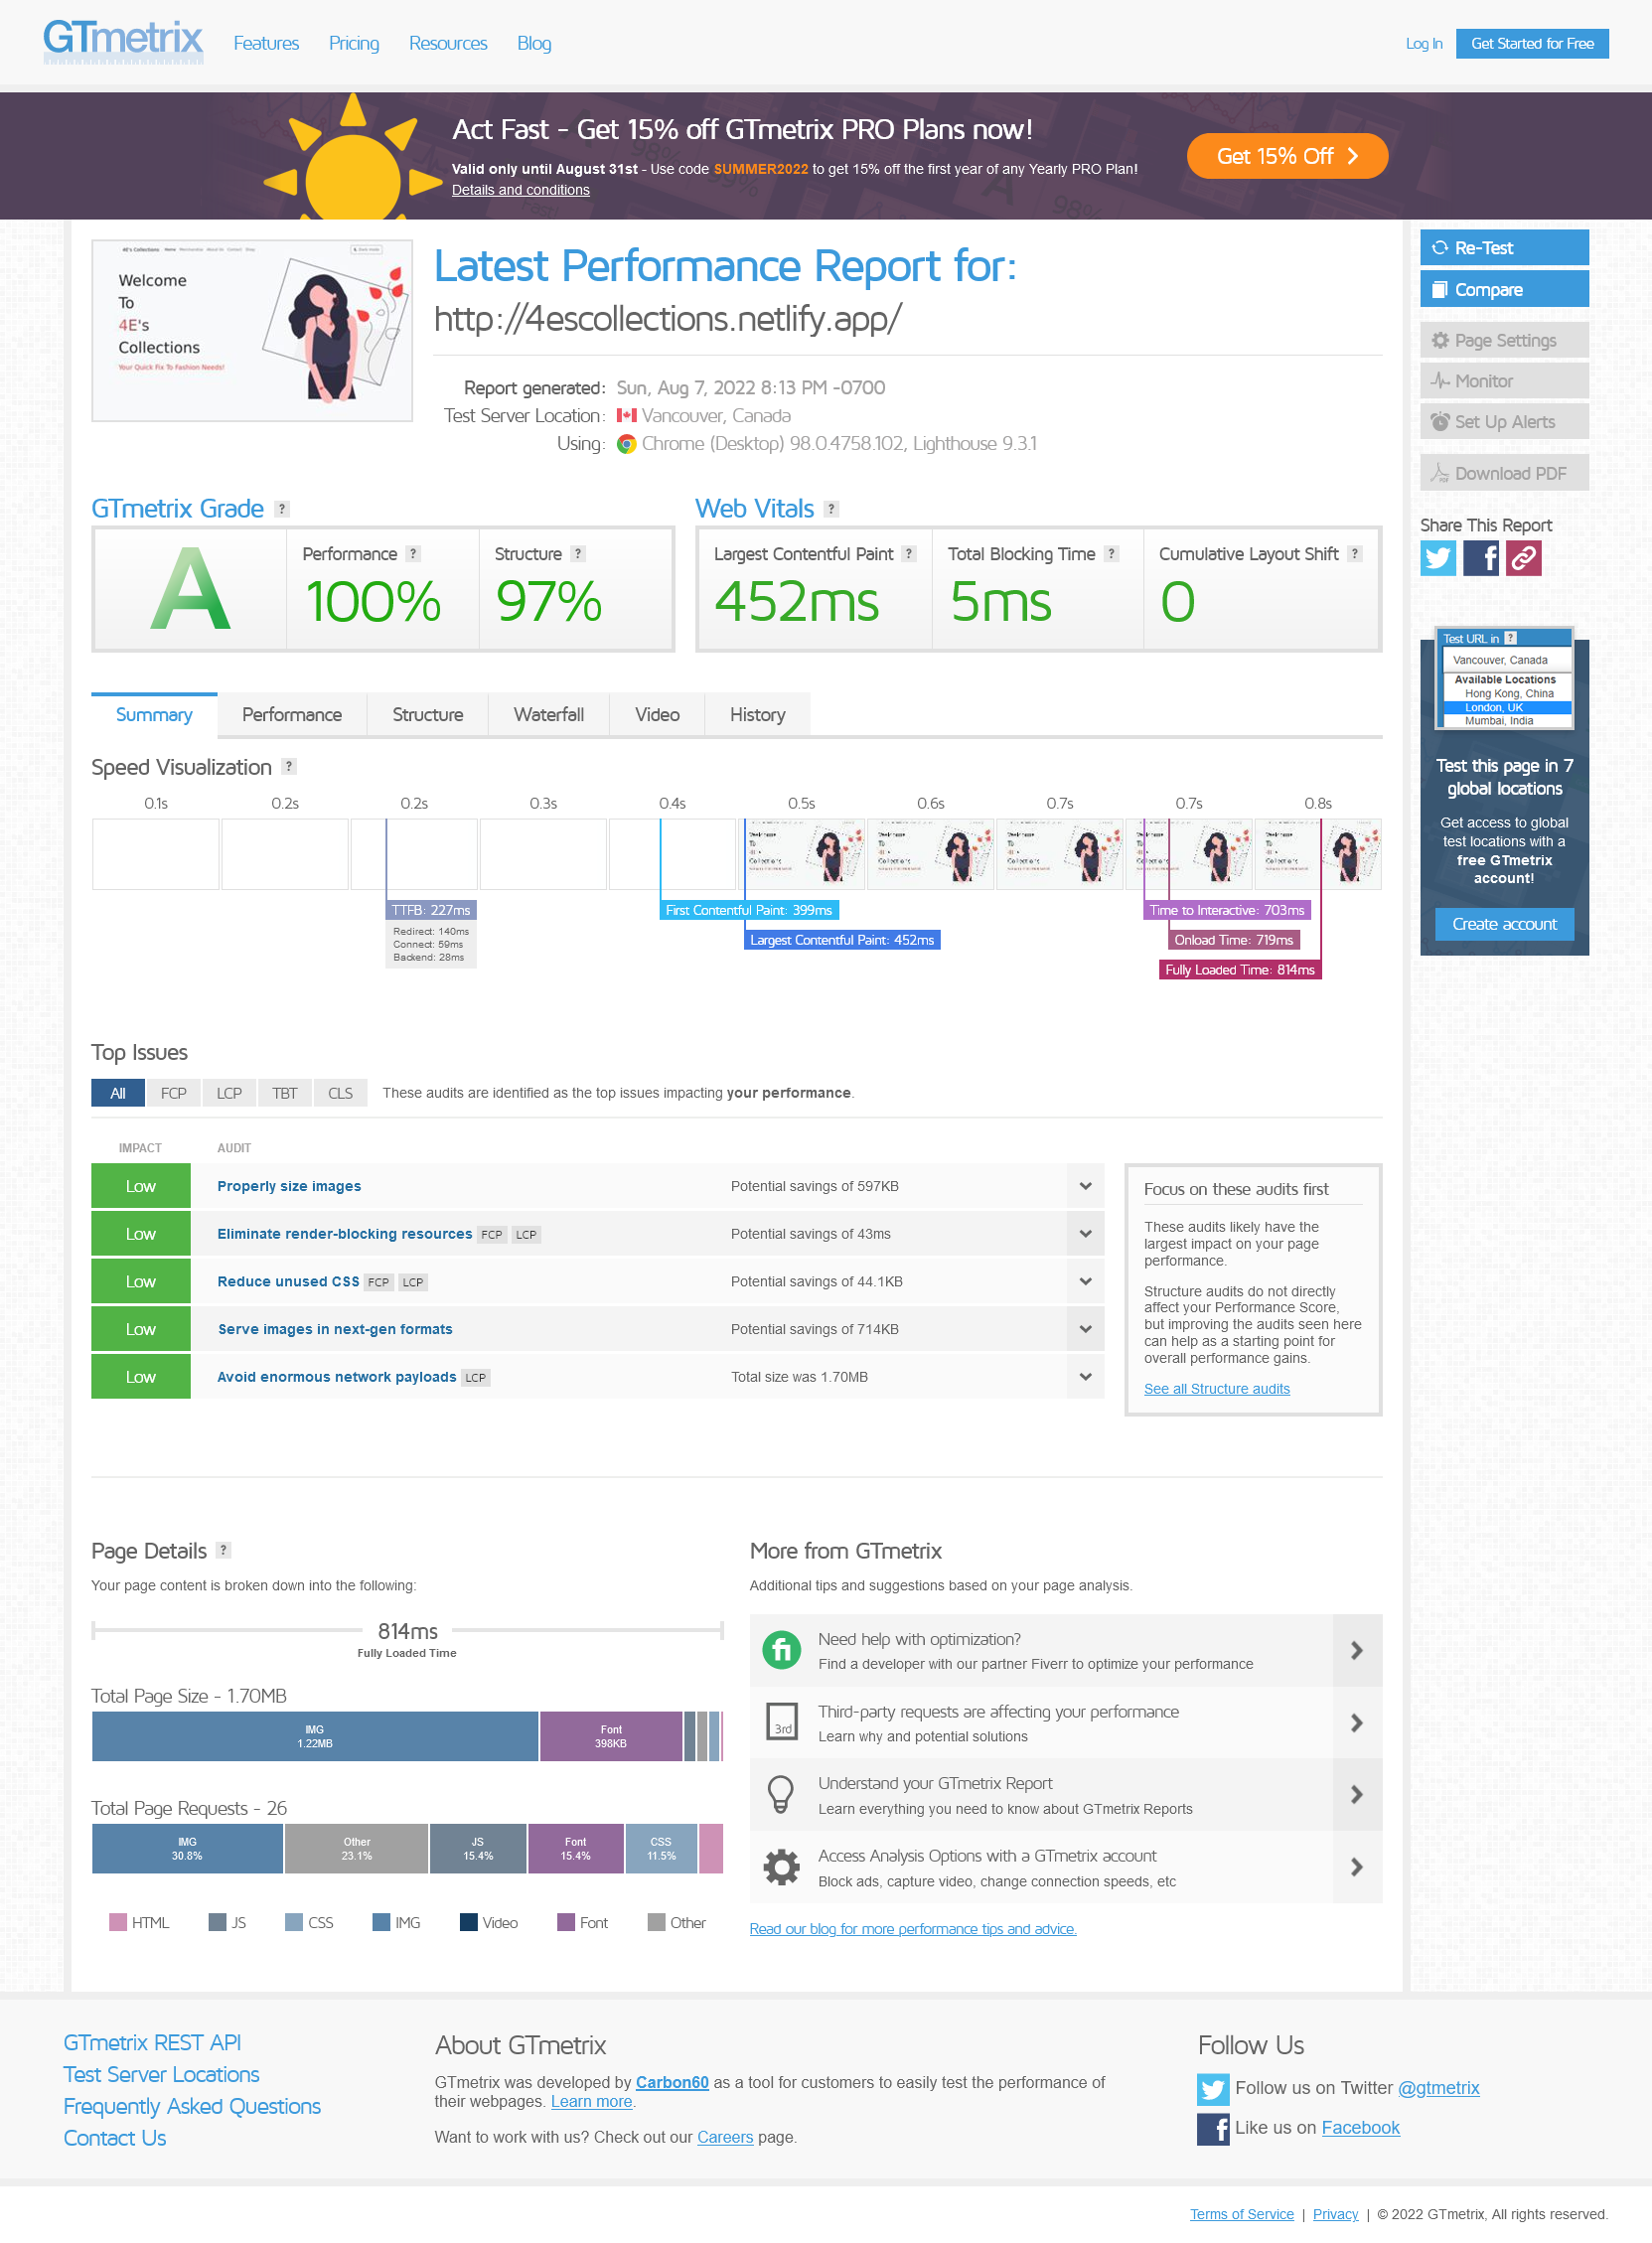 GTmetrix
Features
Pricing
Resources
Blog
Log In
Get Started for Free
Act Fast - Get 15% off GTmetrix PRO Plans now!
Valid only until August 31st - Use code SUMMER2022 to get 15% off the first year of any Yearly PRO Plan!
Details and conditions
Get 15% Off
4E's Collections
Welcome
To
4E's
Collections
Your Quick Fix To Fashion Needs!
Latest Performance Report for:
http://4escollections.netlify.app/
Report generated: Sun, Aug 7, 2022 8:13 PM -0700
Test Server Location: Vancouver, Canada
Using: Chrome (Desktop) 98.0.4758.102, Lighthouse 9.3.1
Re-Test
Compare
Page Settings
Monitor
Set Up Alerts
Download PDF
Share This Report
GTmetrix Grade ?
A
Performance ?
100%
Structure ?
97%
Web Vitals ?
Largest Contentful Paint ?
452ms
Total Blocking Time ?
5ms
Cumulative Layout Shift ?
0
Test URL in ?
Vancouver, Canada
Available Locations
Hong Kong, China
London, UK
Mumbai, India
Test this page in 7
global locations
Get access to global
test locations with a
free GTmetrix
account!
Create account
Summary
Performance
Structure
Waterfall
Video
History
Speed Visualization ?
0.1s
0.2s
0.2s
0.3s
0.4s
0.5s
0.6s
0.7s
0.7s
0.8s
TTFB: 227ms
Redirect: 140ms
Connect: 59ms
Backend: 28ms
First Contentful Paint: 399ms
Largest Contentful Paint: 452ms
Time to Interactive: 703ms
Onload Time: 719ms
Fully Loaded Time: 814ms
Top Issues
All
FCP
LCP
TBT
CLS
These audits are identified as the top issues impacting your performance.
IMPACT
AUDIT
Low
Properly size images
Potential savings of 597KB
Low
Eliminate render-blocking resources FCP LCP
Potential savings of 43ms
Low
Reduce unused CSS FCP LCP
Potential savings of 44.1KB
Low
Serve images in next-gen formats
Potential savings of 714KB
Low
Avoid enormous network payloads LCP
Total size was 1.70MB
Focus on these audits first
These audits likely have the
largest impact on your page
performance.
Structure audits do not directly
affect your Performance Score,
but improving the audits seen here
can help as a starting point for
overall performance gains.
See all Structure audits
Page Details ?
Your page content is broken down into the following:
814ms
Fully Loaded Time
Total Page Size - 1.70MB
IMG
1.22MB
Font
398KB
Total Page Requests - 26
IMG
30.8%
Other
23.1%
JS
15.4%
Font
15.4%
CSS
11.5%
HTML
JS
CSS
IMG
Video
Font
Other
More from GTmetrix
Additional tips and suggestions based on your page analysis.
fi
Need help with optimization?
Find a developer with our partner Fiverr to optimize your performance
3rd
Third-party requests are affecting your performance
Learn why and potential solutions
Understand your GTmetrix Report
Learn everything you need to know about GTmetrix Reports
Access Analysis Options with a GTmetrix account
Block ads, capture video, change connection speeds, etc
Read our blog for more performance tips and advice.
GTmetrix REST API
Test Server Locations
Frequently Asked Questions
Contact Us
About GTmetrix
GTmetrix was developed by Carbon60 as a tool for customers to easily test the performance of
their webpages. Learn more.
Want to work with us? Check out our Careers page.
Follow Us
Follow us on Twitter @gtmetrix
Like us on Facebook
Terms of Service | Privacy | © 2022 GTmetrix, All rights reserved.